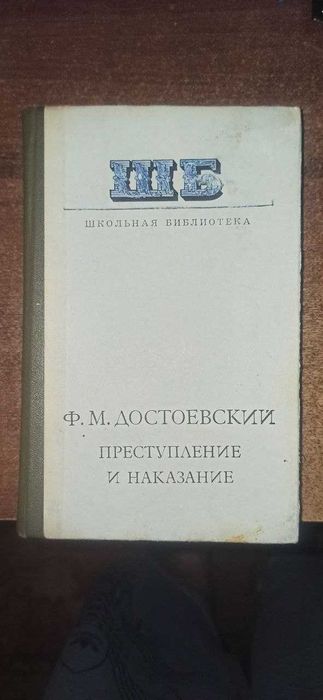 ШБ
ШКОЛЬНАЯ БИБЛИОТЕКА
Ф. М. ДОСТОЕВСКИЙ
ПРЕСТУПЛЕНИЕ
И НАКАЗАНИЕ